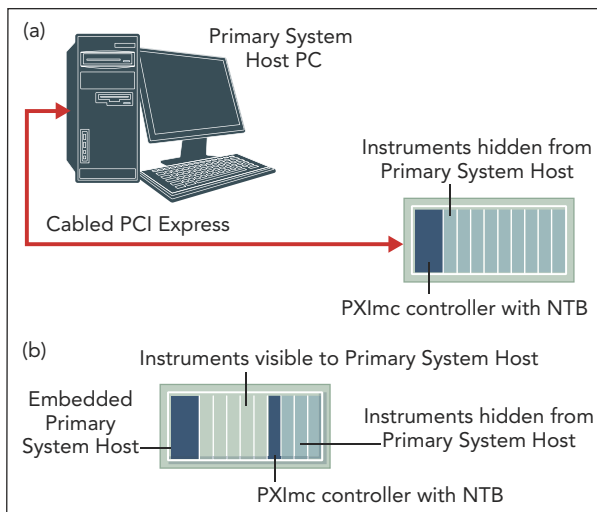 (a)
Primary System
Host PC
Instruments hidden from
Primary System Host
Cabled PCI Express
PXImc controller with NTB
(b)
Instruments visible to Primary System Host
Embedded
Primary
System Host
Instruments hidden from
Primary System Host
PXImc controller with NTB